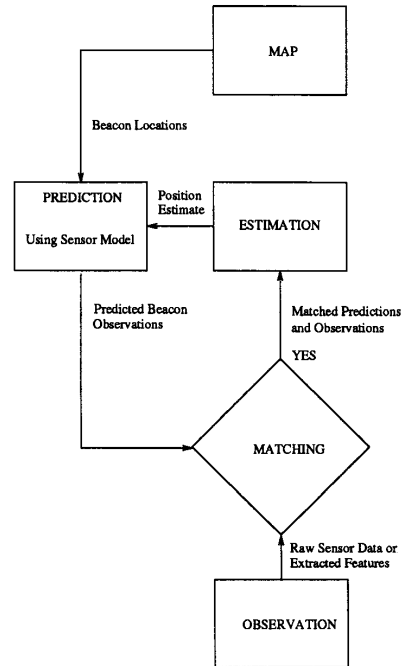 MAP
Beacon Locations
PREDICTION
Using Sensor Model
Position
Estimate
ESTIMATION
Predicted Beacon
Observations
Matched Predictions
and Observations
YES
MATCHING
Raw Sensor Data or
Extracted Features
OBSERVATION